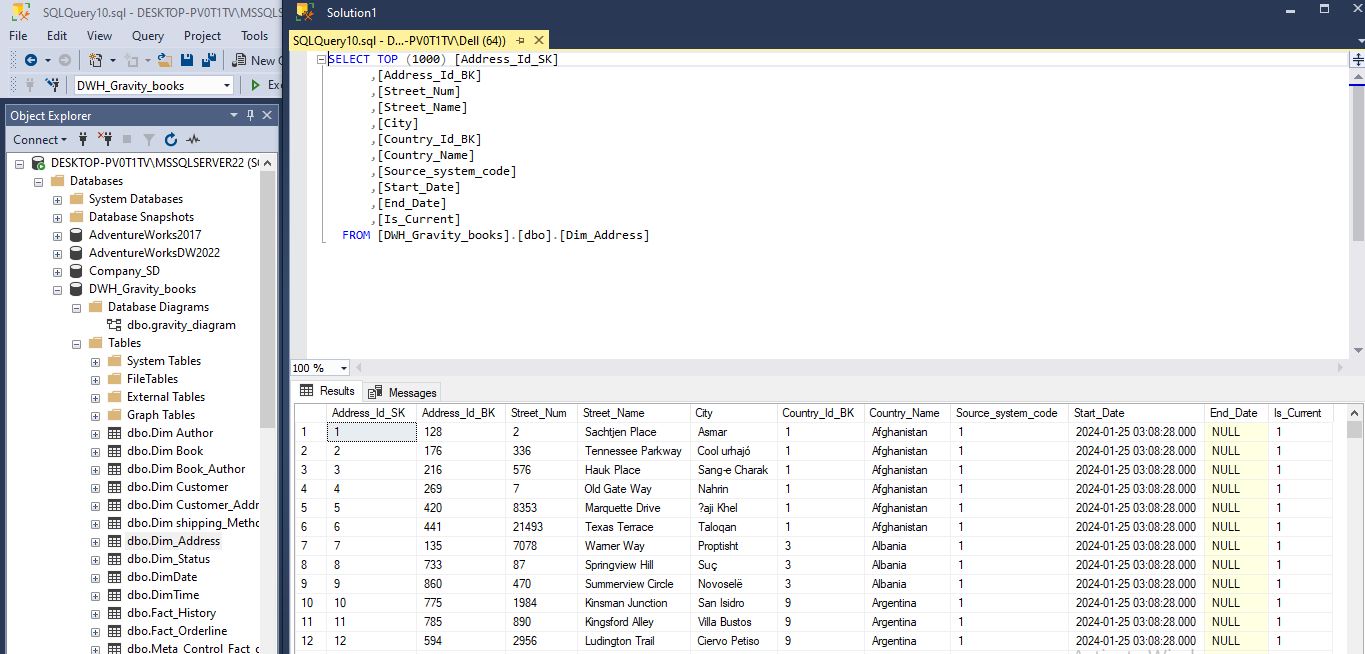 SQLQuery10.sql - DESKTOP-PV0T1TV\MSSQLS
Solution1
File Edit View Query Project Tools
SQLQuery10.sql - D...-PV0T1TV\Dell (64))
New
DWH_Gravity_books
Exe
SELECT TOP (1000) [Address_Id_SK]
,[Address_Id_BK]
,[Street_Num]
,[Street_Name]
,[City]
,[Country_Id_BK]
,[Country_Name]
,[Source_system_code]
,[Start_Date]
,[End_Date]
,[Is_Current]
FROM [DWH_Gravity_books].[dbo].[Dim_Address]
Object Explorer
Connect
DESKTOP-PV0T1TV\MSSQLSERVER22 (SQ
Databases
System Databases
Database Snapshots
AdventureWorks2017
AdventureWorksDW2022
Company_SD
DWH_Gravity_books
Database Diagrams
dbo.gravity_diagram
Tables
System Tables
FileTables
External Tables
Graph Tables
dbo.Dim Author
dbo.Dim Book
dbo.Dim Book_Author
dbo.Dim Customer
dbo.Dim Customer_Addr
dbo.Dim shipping_Metho
dbo.Dim_Address
dbo.Dim_Status
dbo.DimDate
dbo.DimTime
dbo.Fact_History
dbo.Fact_Orderline
dbo.Meta_Control_Fact_o
100 %
Results Messages
Address_Id_SK Address_Id_BK Street_Num Street_Name City Country_Id_BK Country_Name Source_system_code Start_Date End_Date Is_Current
1 1 128 2 Sachtjen Place Asmar 1 Afghanistan 1 2024-01-25 03:08:28.000 NULL 1
2 2 176 336 Tennessee Parkway Cool urhajó 1 Afghanistan 1 2024-01-25 03:08:28.000 NULL 1
3 3 216 576 Hauk Place Sang-e Charak 1 Afghanistan 1 2024-01-25 03:08:28.000 NULL 1
4 4 269 7 Old Gate Way Nahrin 1 Afghanistan 1 2024-01-25 03:08:28.000 NULL 1
5 5 420 8353 Marquette Drive ?aji Khel 1 Afghanistan 1 2024-01-25 03:08:28.000 NULL 1
6 6 441 21493 Texas Terrace Taloqan 1 Afghanistan 1 2024-01-25 03:08:28.000 NULL 1
7 7 135 7078 Warner Way Proptisht 3 Albania 1 2024-01-25 03:08:28.000 NULL 1
8 8 733 87 Springview Hill Suç 3 Albania 1 2024-01-25 03:08:28.000 NULL 1
9 9 860 470 Summerview Circle Novoselë 3 Albania 1 2024-01-25 03:08:28.000 NULL 1
10 10 775 1984 Kinsman Junction San Isidro 9 Argentina 1 2024-01-25 03:08:28.000 NULL 1
11 11 785 890 Kingsford Alley Villa Bustos 9 Argentina 1 2024-01-25 03:08:28.000 NULL 1
12 12 594 2956 Ludington Trail Ciervo Petiso 9 Argentina 1 2024-01-25 03:08:28.000 NULL 1